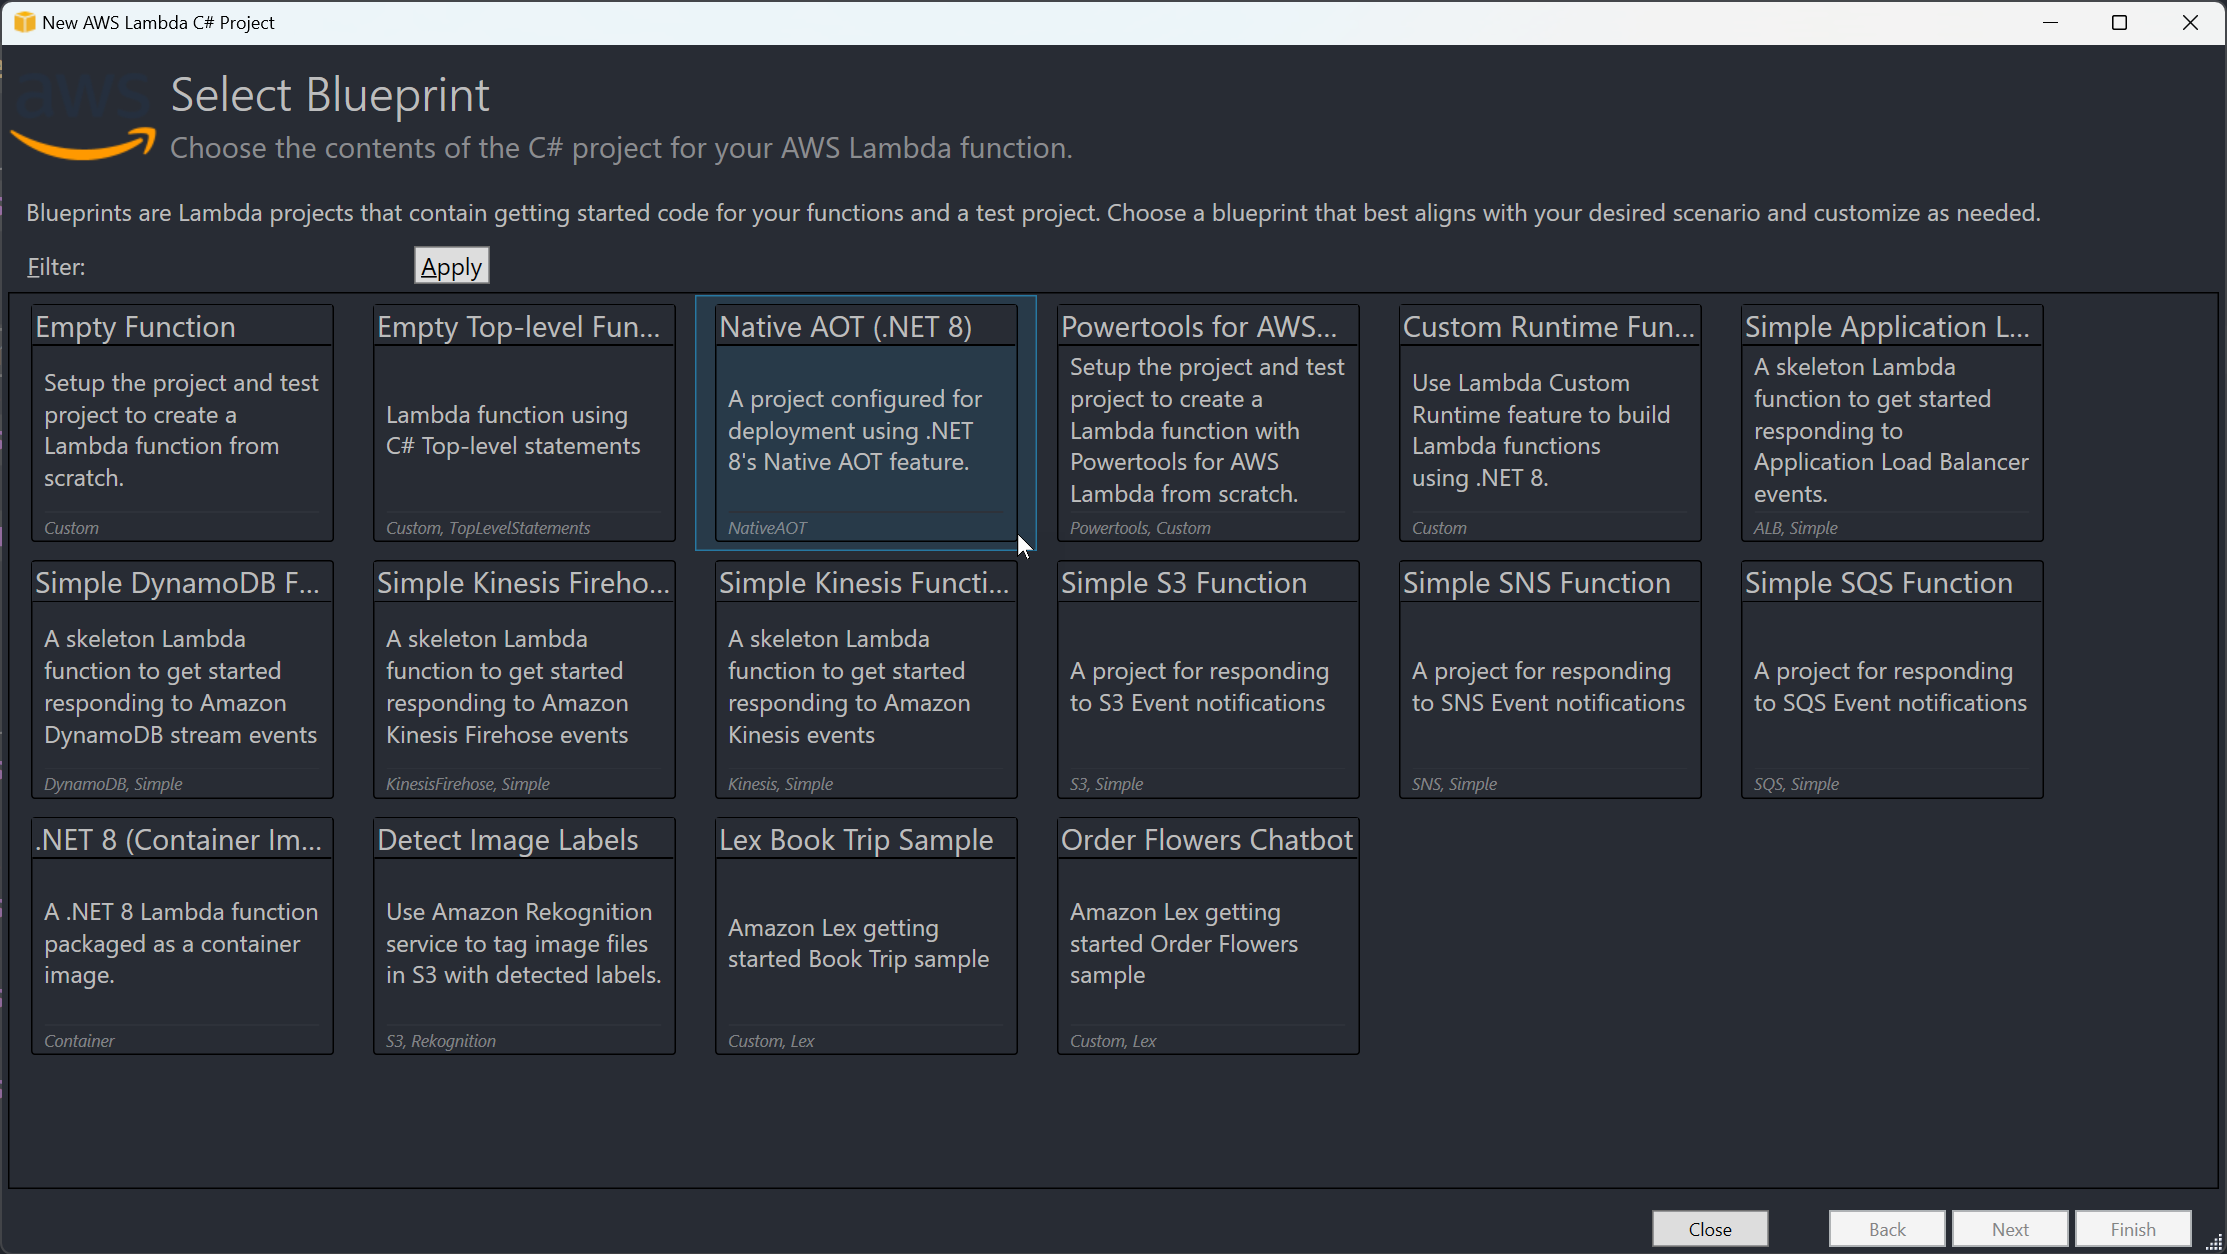 New AWS Lambda C# Project
aws
Select Blueprint
Choose the contents of the C# project for your AWS Lambda function.
Blueprints are Lambda projects that contain getting started code for your functions and a test project. Choose a blueprint that best aligns with your desired scenario and customize as needed.
Filter:
Apply
Empty Function
Setup the project and test
project to create a
Lambda function from
scratch.
Custom
Empty Top-level Fun...
Lambda function using
C# Top-level statements
Custom, TopLevelStatements
Native AOT (.NET 8)
A project configured for
deployment using .NET
8's Native AOT feature.
NativeAOT
Powertools for AWS...
Setup the project and test
project to create a
Lambda function with
Powertools for AWS
Lambda from scratch.
Powertools, Custom
Custom Runtime Fun...
Use Lambda Custom
Runtime feature to build
Lambda functions
using .NET 8.
Custom
Simple Application L...
A skeleton Lambda
function to get started
responding to
Application Load Balancer
events.
ALB, Simple
Simple DynamoDB F...
A skeleton Lambda
function to get started
responding to Amazon
DynamoDB stream events
DynamoDB, Simple
Simple Kinesis Fireho...
A skeleton Lambda
function to get started
responding to Amazon
Kinesis Firehose events
KinesisFirehose, Simple
Simple Kinesis Functi...
A skeleton Lambda
function to get started
responding to Amazon
Kinesis events
Kinesis, Simple
Simple S3 Function
A project for responding
to S3 Event notifications
S3, Simple
Simple SNS Function
A project for responding
to SNS Event notifications
SNS, Simple
Simple SQS Function
A project for responding
to SQS Event notifications
SQS, Simple
.NET 8 (Container Im...
A .NET 8 Lambda function
packaged as a container
image.
Container
Detect Image Labels
Use Amazon Rekognition
service to tag image files
in S3 with detected labels.
S3, Rekognition
Lex Book Trip Sample
Amazon Lex getting
started Book Trip sample
Custom, Lex
Order Flowers Chatbot
Amazon Lex getting
started Order Flowers
sample
Custom, Lex
Close
Back
Next
Finish